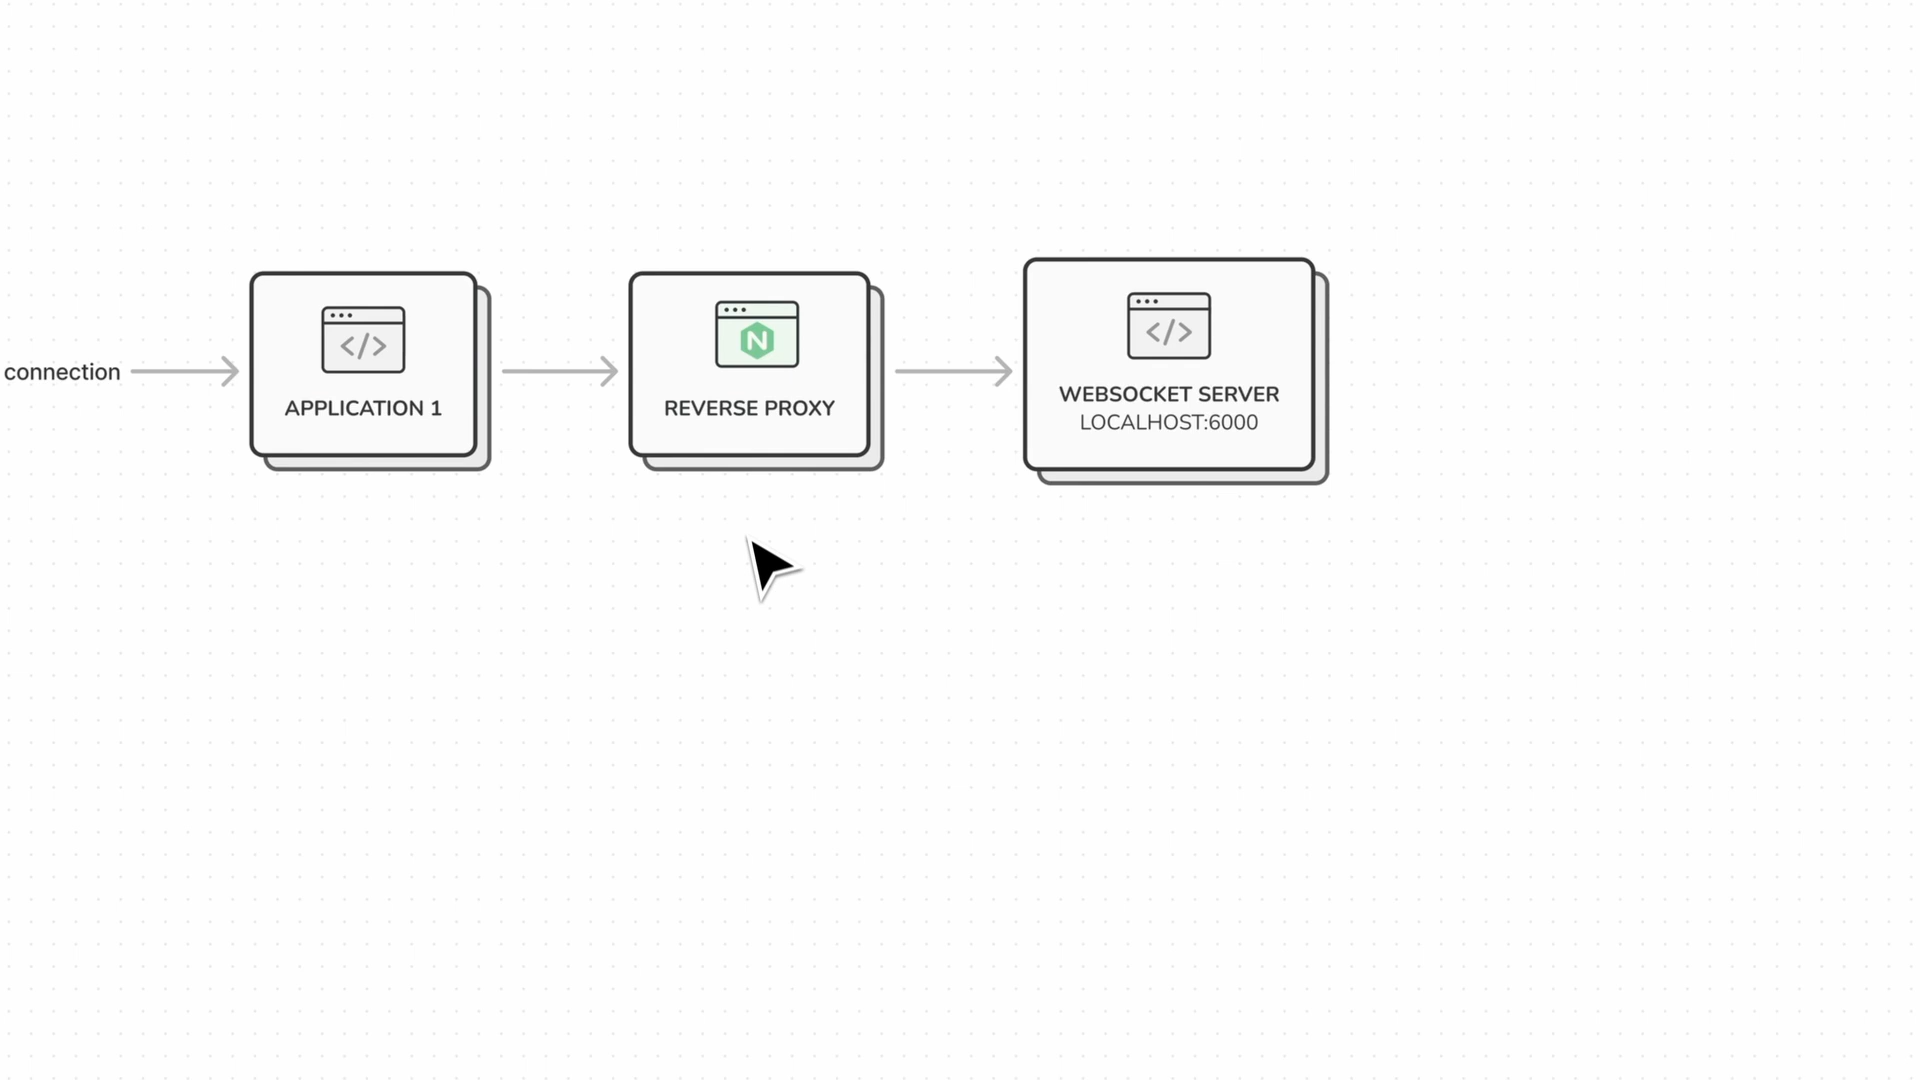 connection
APPLICATION 1
N
REVERSE PROXY
WEBSOCKET SERVER
LOCALHOST:6000